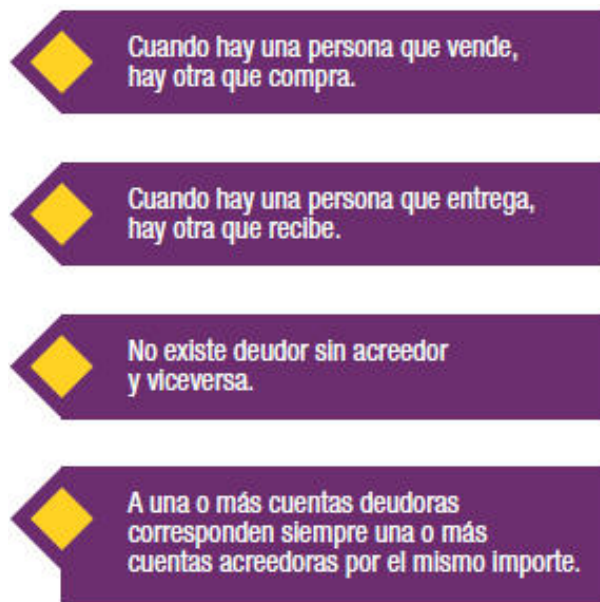 Cuando hay una persona que vende,
hay otra que compra.
Cuando hay una persona que entrega,
hay otra que recibe.
No existe deudor sin acreedor
y viceversa.
A una o más cuentas deudoras
corresponden siempre una o más
cuentas acreedoras por el mismo importe.